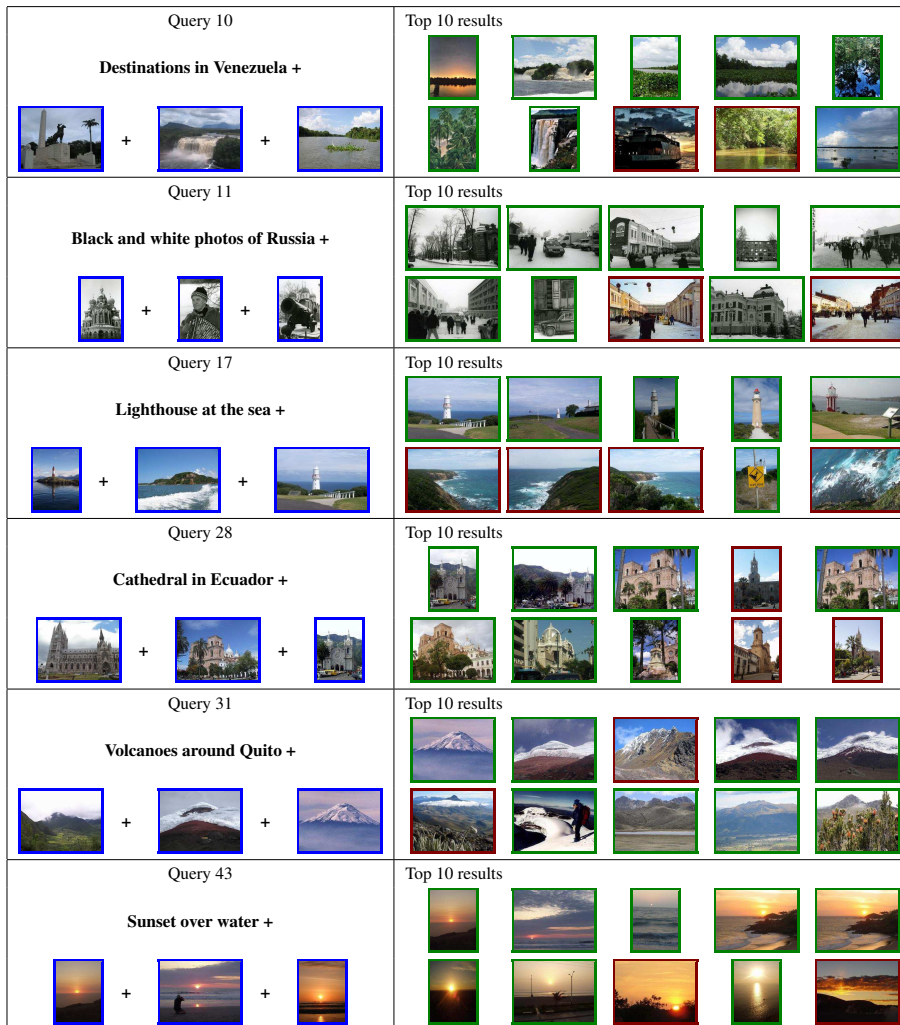 Query 10
Top 10 results
Destinations in Venezuela +
+ +
Query 11
Top 10 results
Black and white photos of Russia +
+ +
Query 17
Top 10 results
Lighthouse at the sea +
+ +
Query 28
Top 10 results
Cathedral in Ecuador +
+ +
Query 31
Top 10 results
Volcanoes around Quito +
+ +
Query 43
Top 10 results
Sunset over water +
+ +